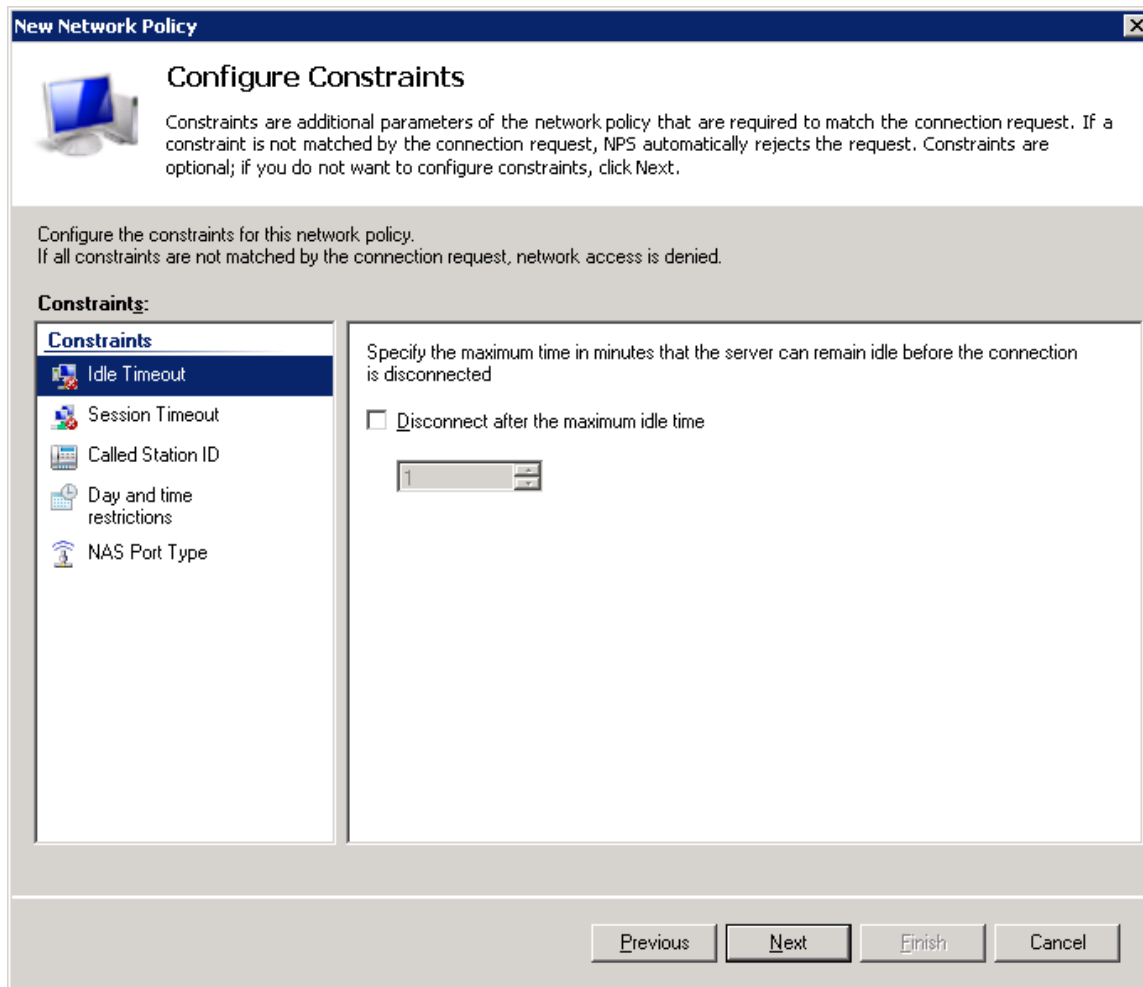 New Network Policy
Configure Constraints
Constraints are additional parameters of the network policy that are required to match the connection request. If a
constraint is not matched by the connection request, NPS automatically rejects the request. Constraints are
optional; if you do not want to configure constraints, click Next.
Configure the constraints for this network policy.
If all constraints are not matched by the connection request, network access is denied.
Constraints:
Constraints
Idle Timeout
Session Timeout
Called Station ID
Day and time
restrictions
NAS Port Type
Specify the maximum time in minutes that the server can remain idle before the connection
is disconnected
Disconnect after the maximum idle time
1
Previous
Next
Finish
Cancel